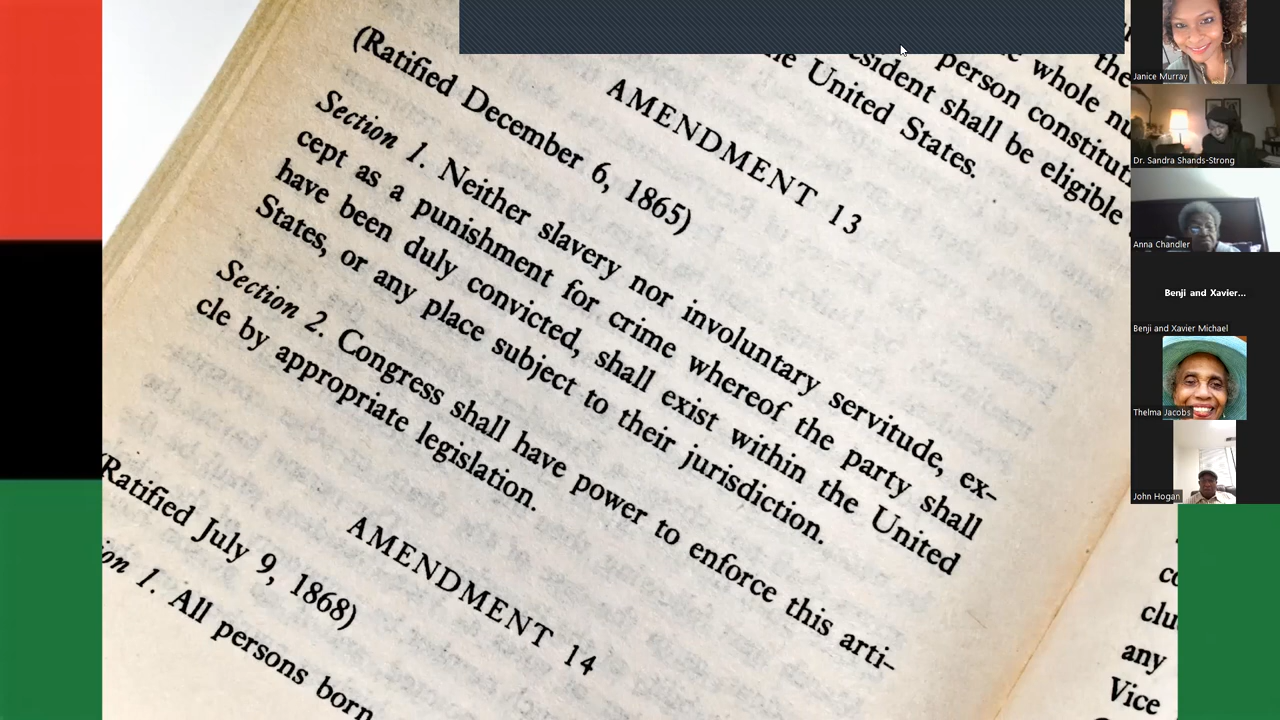 the
whole nu
person constitut
esident shall be eligible
he United States.
AMENDMENT 13
(Ratified December 6, 1865)
Section 1. Neither slavery nor involuntary servitude, ex-
cept as a punishment for crime whereof the party shall
have been duly convicted, shall exist within the United
States, or any place subject to their jurisdiction.
Section 2. Congress shall have power to enforce this arti-
cle by appropriate legislation.
AMENDMENT 14
(Ratified July 9, 1868)
ion 1. All persons born
clu
any
Vice
Janice Murray
Dr. Sandra Shands-Strong
Anna Chandler
Benji and Xavier...
Benji and Xavier Michael
Thelma Jacobs
John Hogan